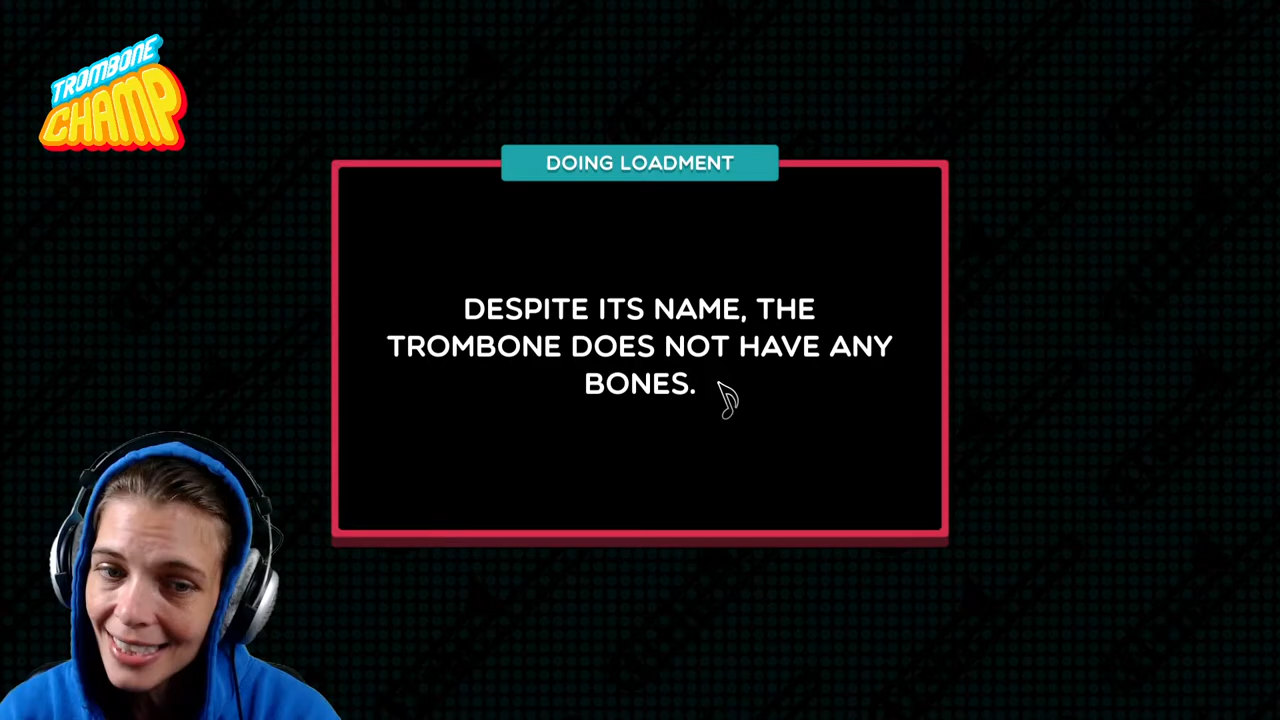 TROMBONE
CHAMP
DOING LOADMENT
DESPITE ITS NAME, THE
TROMBONE DOES NOT HAVE ANY
BONES.